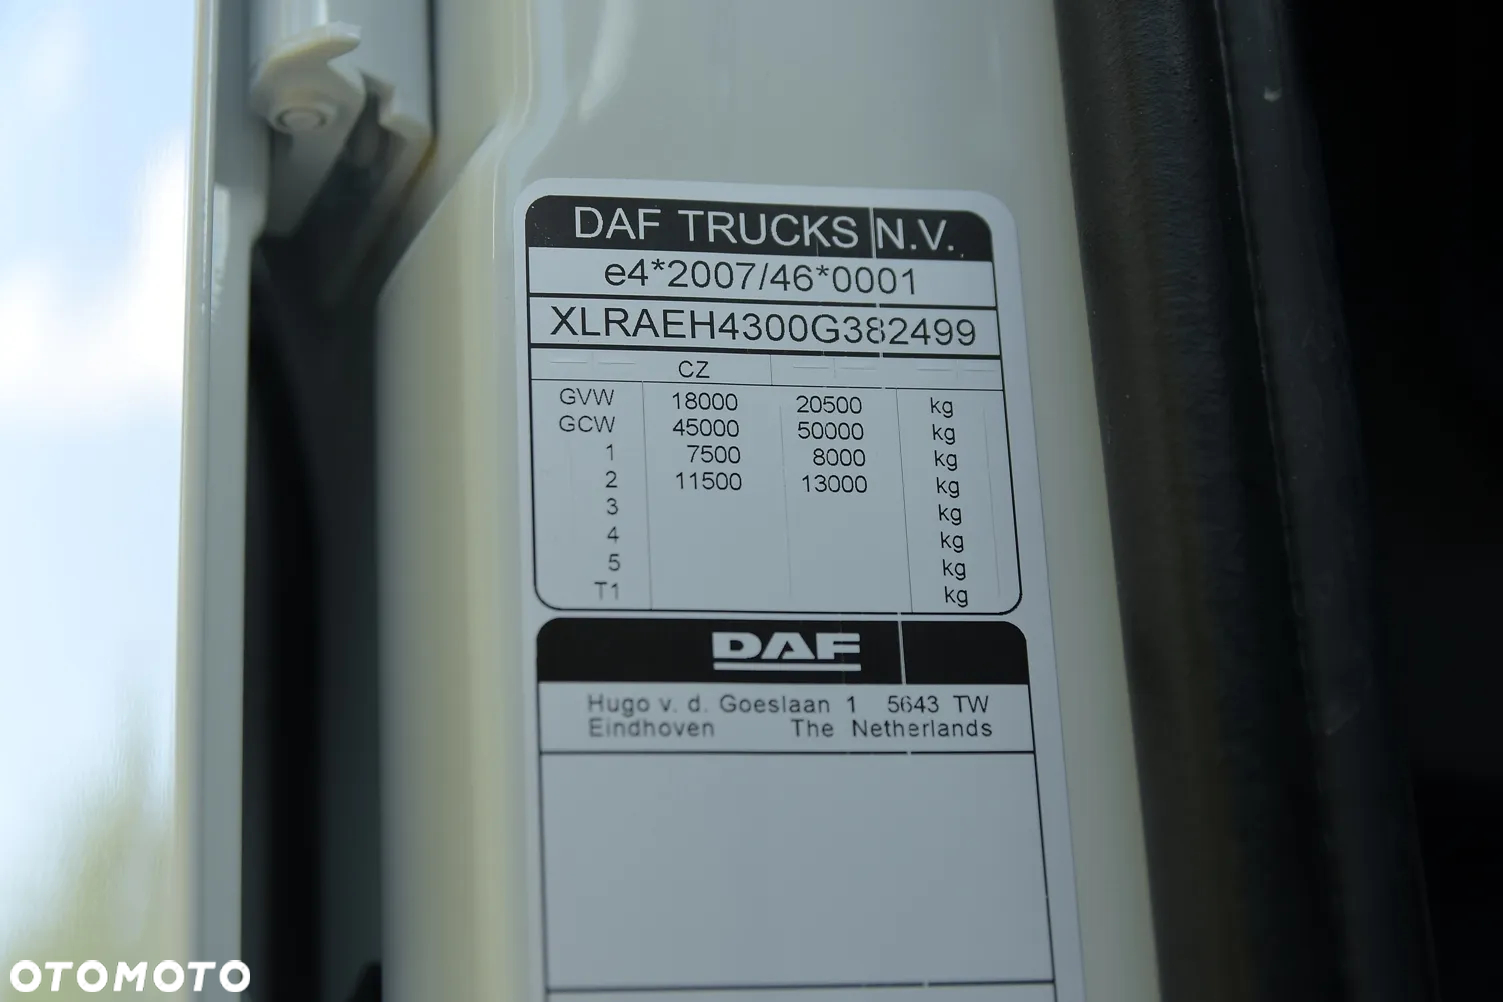 DAF TRUCKS N.V.
e4*2007/46*0001
XLRAEH4300G382499
CZ
GVW 18000 20500 kg
GCW 45000 50000 kg
1 7500 8000 kg
2 11500 13000 kg
3 kg
4 kg
5 kg
T1 kg
DAF
Hugo v. d. Goeslaan 1 5643 TW
Eindhoven The Netherlands
OTOMOTO